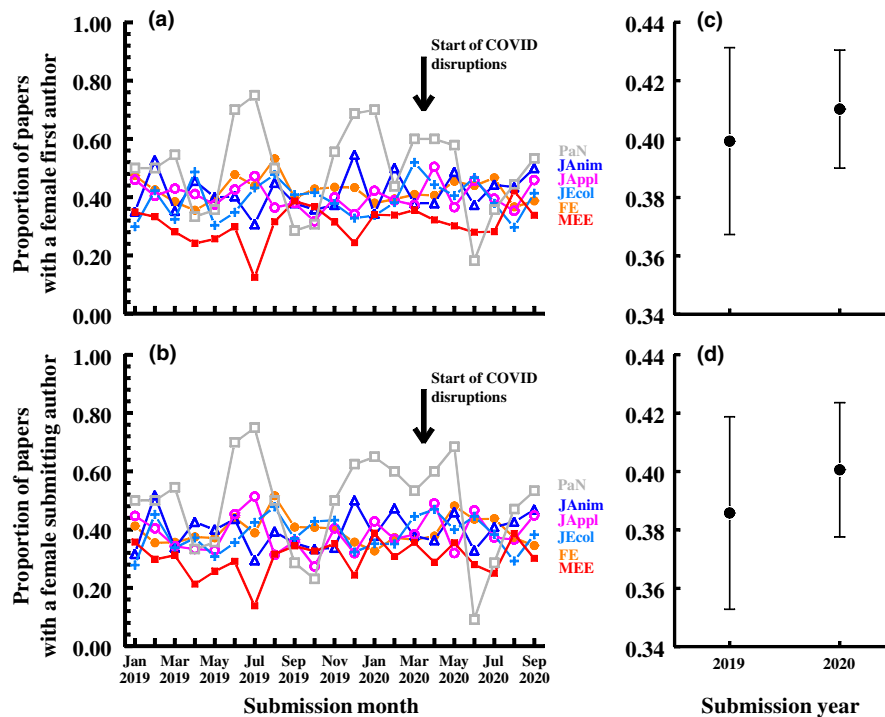 (a)
Proportion of papers
with a female first author
1.00
0.80
0.60
0.40
0.20
0.00
Start of COVID
disruptions
PaN
JAnim
JAppl
JEcol
FE
MEE
(c)
0.44
0.42
0.40
0.38
0.36
0.34
(b)
Proportion of papers
with a female submitting author
1.00
0.80
0.60
0.40
0.20
0.00
Start of COVID
disruptions
PaN
JAnim
JAppl
JEcol
FE
MEE
Jan Mar May Jul Sep Nov Jan Mar May Jul Sep
2019 2019 2019 2019 2019 2019 2020 2020 2020 2020 2020
Submission month
(d)
0.44
0.42
0.40
0.38
0.36
0.34
2019 2020
Submission year